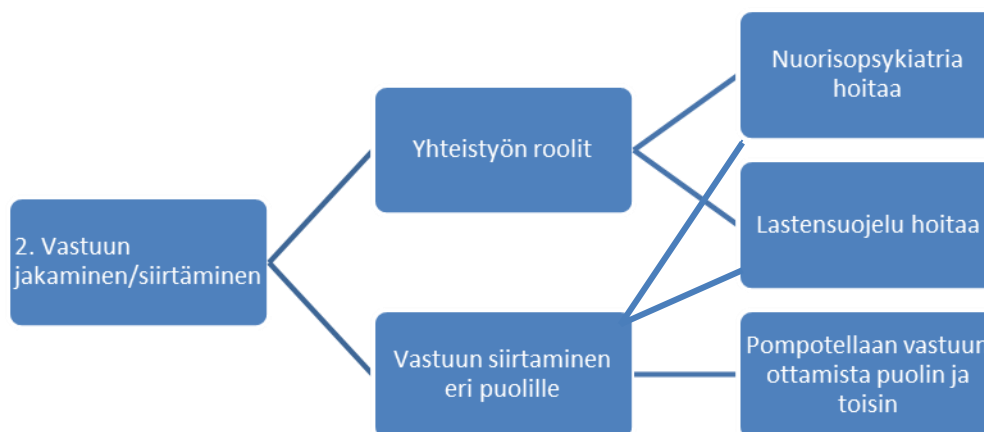 2. Vastuun
jakaminen/siirtäminen
Yhteistyön roolit
Vastuun siirtaminen
eri puolille
Nuorisopsykiatria
hoitaa
Lastensuojelu hoitaa
Pompotellaan vastuun
ottamista puolin ja
toisin